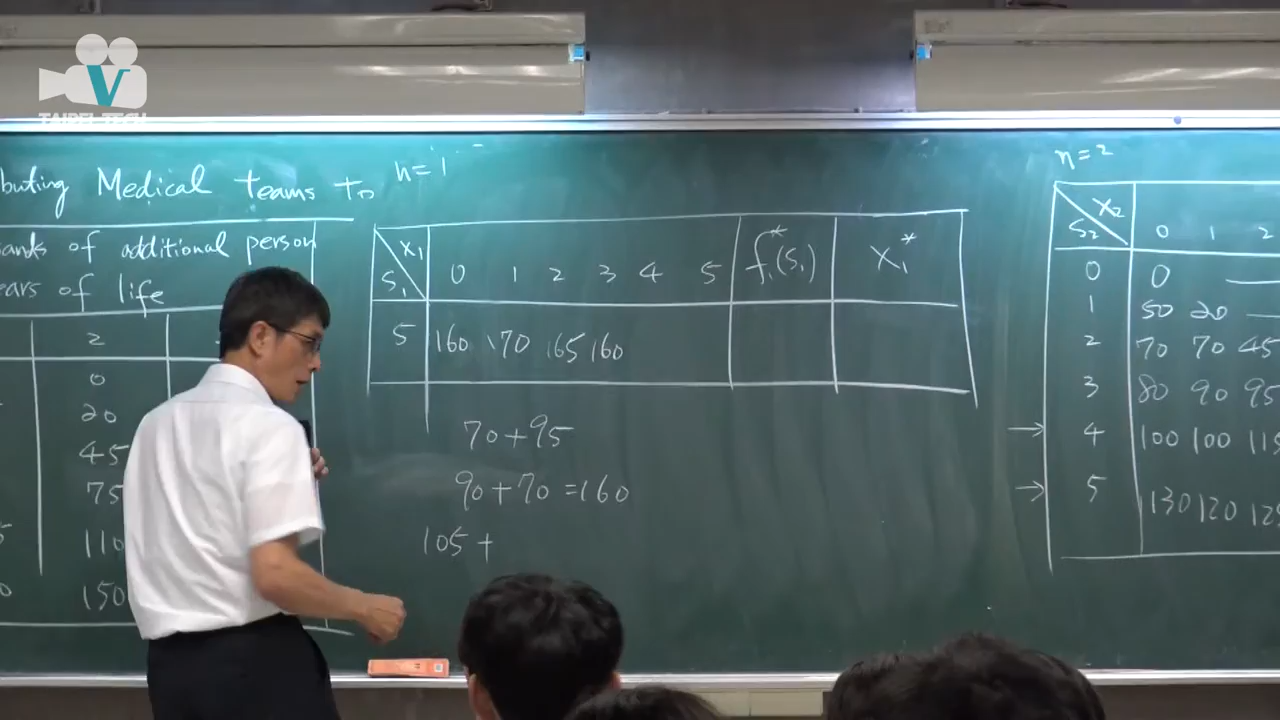 V
TAIPEI TECH
buting Medical teams to
ands of additional person
ears of life
2
0
20
45
75
110
150
n=1
x1
S1
0 1 2 3 4 5 f1*(S1) x1*
5 160 170 165 160
70+95
90+70=160
105+
n=2
x2
S2
0 1 2
0 0
1 50 20
2 70 70 45
3 80 90 95
→ 4 100 100 115
→ 5 130 120 125